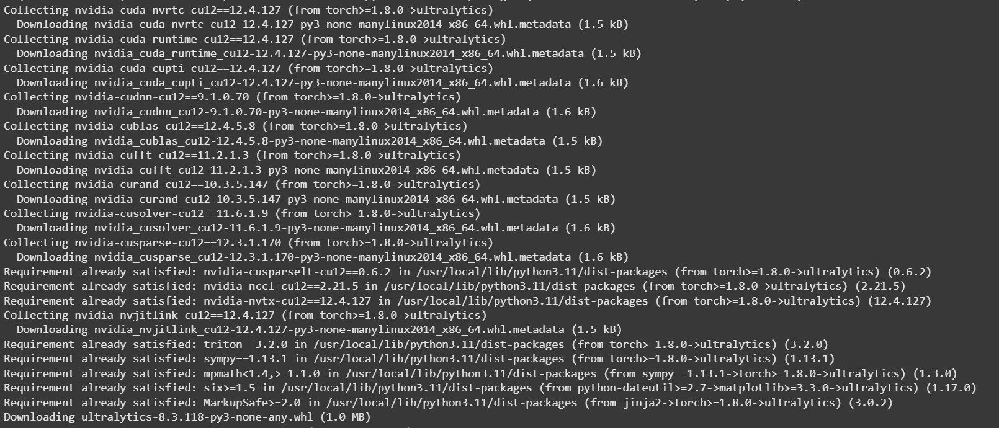 Collecting nvidia-cuda-nvrtc-cu12==12.4.127 (from torch>=1.8.0->ultralytics)
  Downloading nvidia_cuda_nvrtc_cu12-12.4.127-py3-none-manylinux2014_x86_64.whl.metadata (1.5 kB)
Collecting nvidia-cuda-runtime-cu12==12.4.127 (from torch>=1.8.0->ultralytics)
  Downloading nvidia_cuda_runtime_cu12-12.4.127-py3-none-manylinux2014_x86_64.whl.metadata (1.5 kB)
Collecting nvidia-cuda-cupti-cu12==12.4.127 (from torch>=1.8.0->ultralytics)
  Downloading nvidia_cuda_cupti_cu12-12.4.127-py3-none-manylinux2014_x86_64.whl.metadata (1.6 kB)
Collecting nvidia-cudnn-cu12==9.1.0.70 (from torch>=1.8.0->ultralytics)
  Downloading nvidia_cudnn_cu12-9.1.0.70-py3-none-manylinux2014_x86_64.whl.metadata (1.6 kB)
Collecting nvidia-cublas-cu12==12.4.5.8 (from torch>=1.8.0->ultralytics)
  Downloading nvidia_cublas_cu12-12.4.5.8-py3-none-manylinux2014_x86_64.whl.metadata (1.5 kB)
Collecting nvidia-cufft-cu12==11.2.1.3 (from torch>=1.8.0->ultralytics)
  Downloading nvidia_cufft_cu12-11.2.1.3-py3-none-manylinux2014_x86_64.whl.metadata (1.5 kB)
Collecting nvidia-curand-cu12==10.3.5.147 (from torch>=1.8.0->ultralytics)
  Downloading nvidia_curand_cu12-10.3.5.147-py3-none-manylinux2014_x86_64.whl.metadata (1.5 kB)
Collecting nvidia-cusolver-cu12==11.6.1.9 (from torch>=1.8.0->ultralytics)
  Downloading nvidia_cusolver_cu12-11.6.1.9-py3-none-manylinux2014_x86_64.whl.metadata (1.6 kB)
Collecting nvidia-cusparse-cu12==12.3.1.170 (from torch>=1.8.0->ultralytics)
  Downloading nvidia_cusparse_cu12-12.3.1.170-py3-none-manylinux2014_x86_64.whl.metadata (1.6 kB)
Requirement already satisfied: nvidia-cusparselt-cu12==0.6.2 in /usr/local/lib/python3.11/dist-packages (from torch>=1.8.0->ultralytics) (0.6.2)
Requirement already satisfied: nvidia-nccl-cu12==2.21.5 in /usr/local/lib/python3.11/dist-packages (from torch>=1.8.0->ultralytics) (2.21.5)
Requirement already satisfied: nvidia-nvtx-cu12==12.4.127 in /usr/local/lib/python3.11/dist-packages (from torch>=1.8.0->ultralytics) (12.4.127)
Collecting nvidia-nvjitlink-cu12==12.4.127 (from torch>=1.8.0->ultralytics)
  Downloading nvidia_nvjitlink_cu12-12.4.127-py3-none-manylinux2014_x86_64.whl.metadata (1.5 kB)
Requirement already satisfied: triton==3.2.0 in /usr/local/lib/python3.11/dist-packages (from torch>=1.8.0->ultralytics) (3.2.0)
Requirement already satisfied: sympy==1.13.1 in /usr/local/lib/python3.11/dist-packages (from torch>=1.8.0->ultralytics) (1.13.1)
Requirement already satisfied: mpmath<1.4,>=1.1.0 in /usr/local/lib/python3.11/dist-packages (from sympy==1.13.1->torch>=1.8.0->ultralytics) (1.3.0)
Requirement already satisfied: six>=1.5 in /usr/local/lib/python3.11/dist-packages (from python-dateutil>=2.7->matplotlib>=3.3.0->ultralytics) (1.17.0)
Requirement already satisfied: MarkupSafe>=2.0 in /usr/local/lib/python3.11/dist-packages (from jinja2->torch>=1.8.0->ultralytics) (3.0.2)
Downloading ultralytics-8.3.118-py3-none-any.whl (1.0 MB)